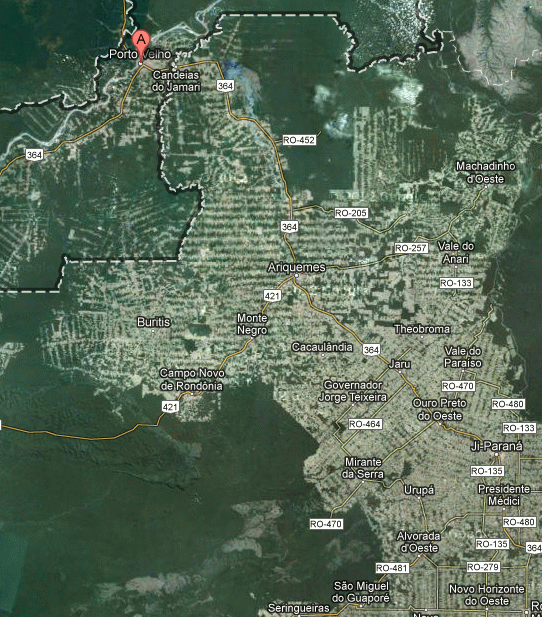 A
Porto Velho
Candeias
do Jamari
364
RO-452
364
Machadinho
d'Oeste
RO-205
364
RO-257
Vale do
Anari
Ariquemes
RO-133
421
Buritis
Monte
Negro
Theobroma
Cacaulândia
364
Vale do
Paraíso
Jaru
Campo Novo
de Rondônia
Governador
Jorge Teixeira
RO-470
421
Ouro Preto
do Oeste
RO-480
RO-464
RO-133
Ji-Paraná
Mirante
da Serra
RO-135
Urupá
Presidente
Médici
RO-470
RO-480
Alvorada
d'Oeste
RO-135
364
RO-481
RO-279
São Miguel
do Guaporé
Novo Horizonte
do Oeste
Seringueiras